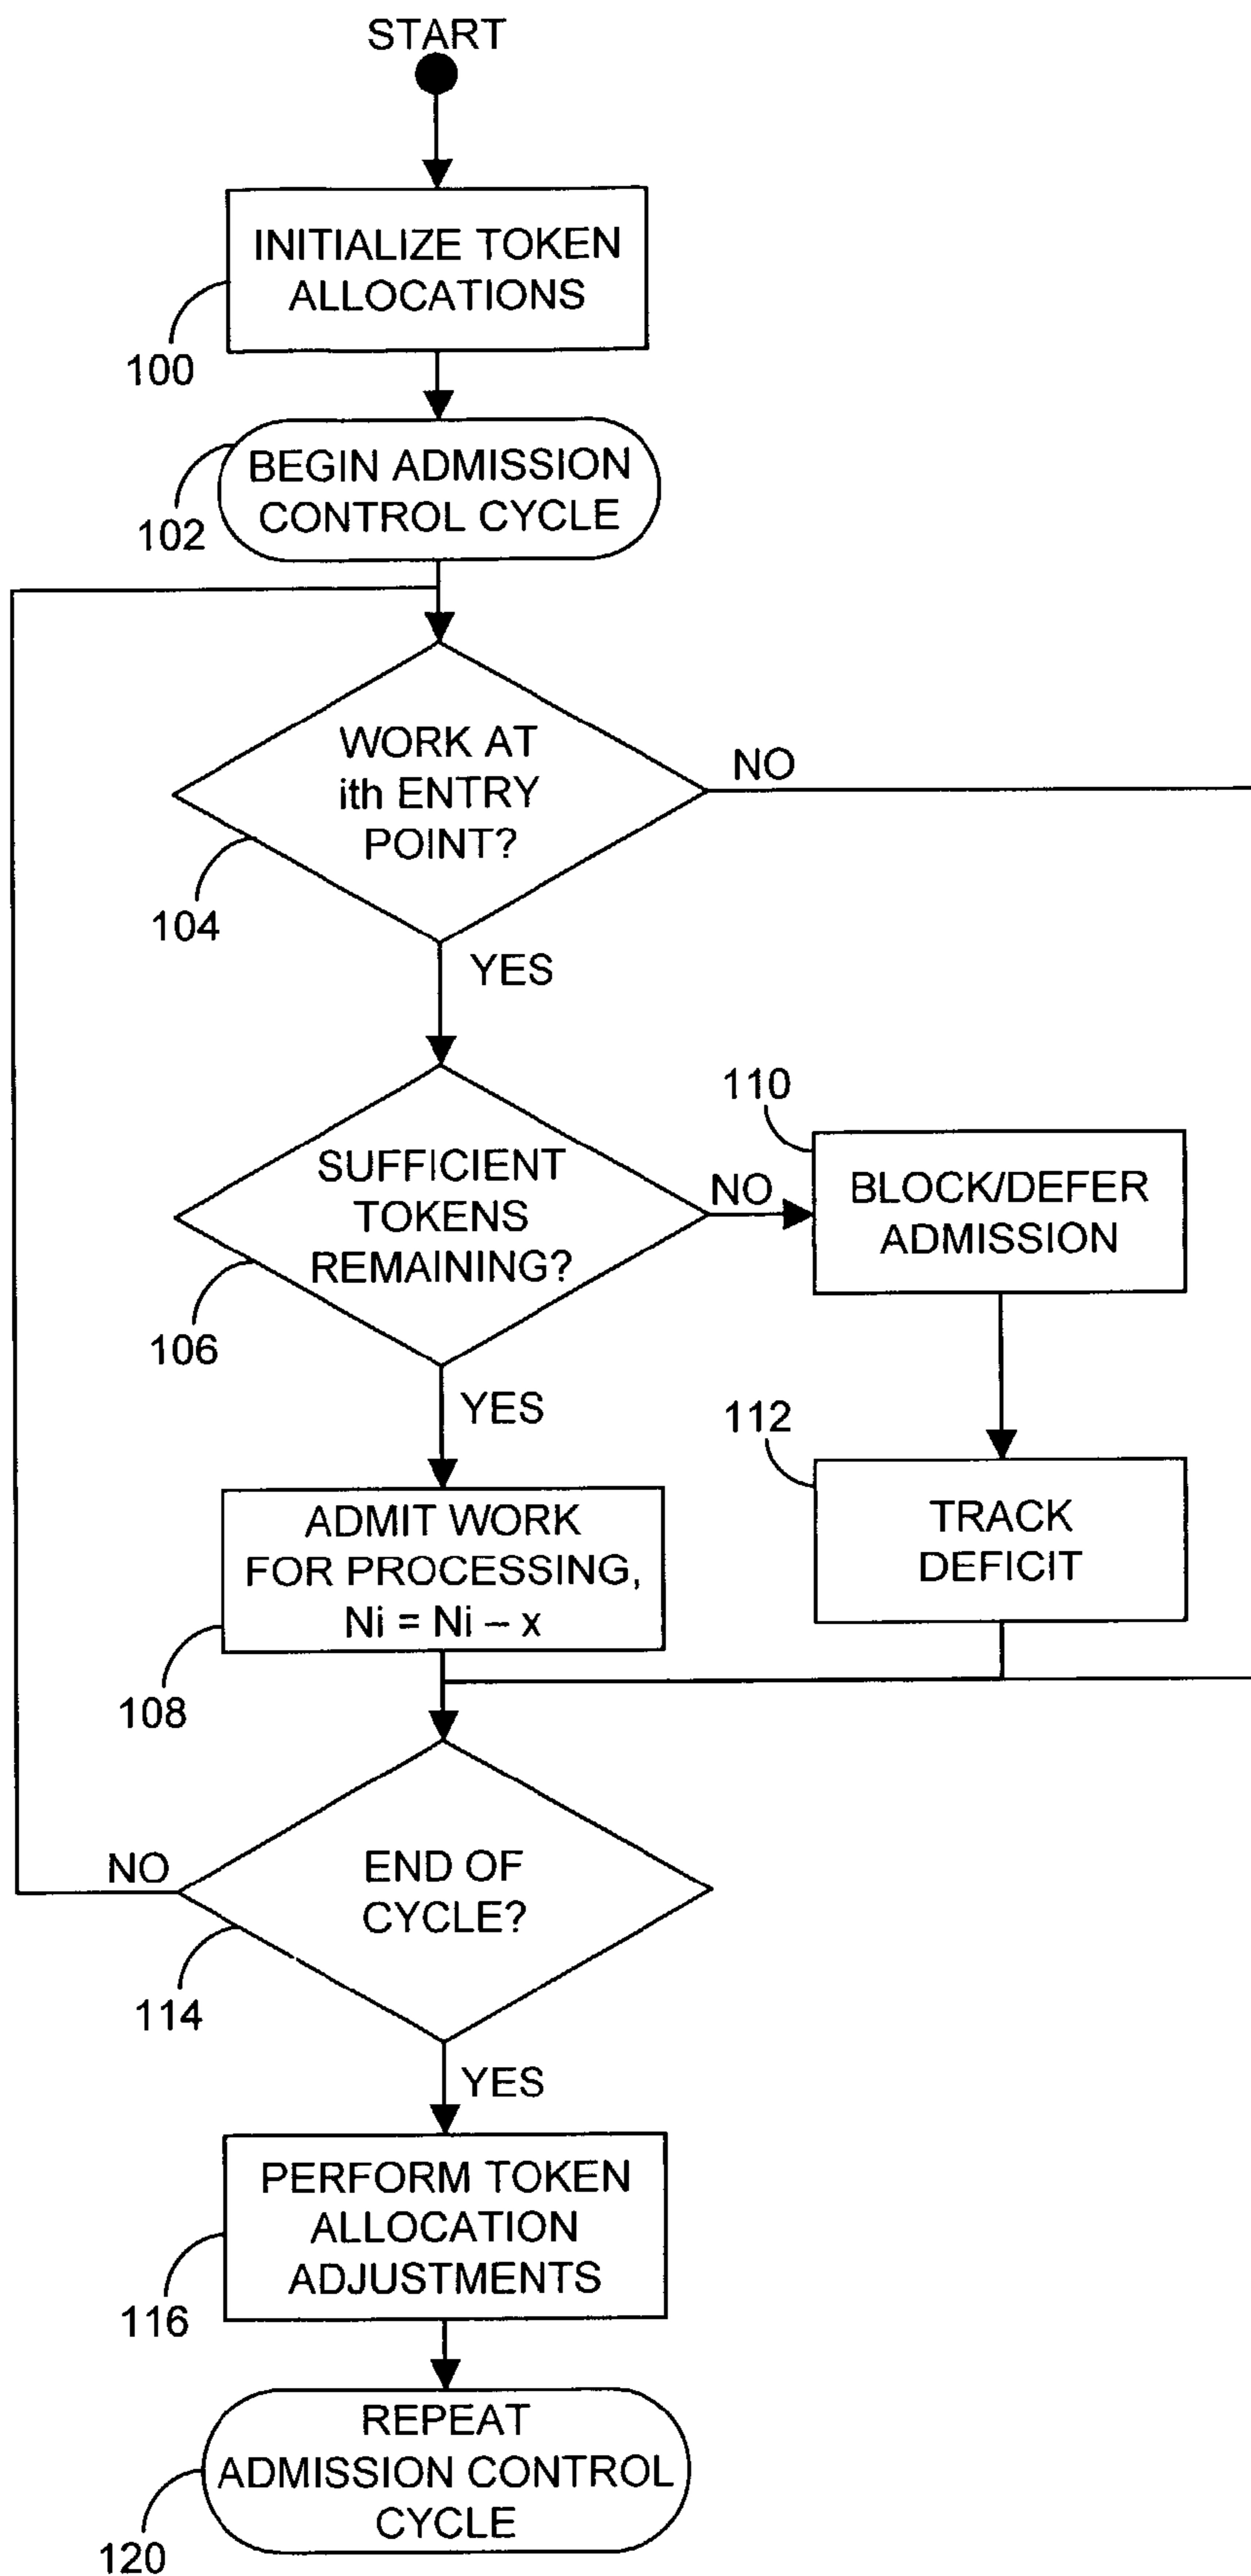 START
INITIALIZE TOKEN
ALLOCATIONS
100
BEGIN ADMISSION
CONTROL CYCLE
102
WORK AT
ith ENTRY
POINT?
NO
104
YES
SUFFICIENT
TOKENS
REMAINING?
NO
106
110
BLOCK/DEFER
ADMISSION
YES
112
TRACK
DEFICIT
ADMIT WORK
FOR PROCESSING,
Ni = Ni – x
108
NO
END OF
CYCLE?
114
YES
PERFORM TOKEN
ALLOCATION
ADJUSTMENTS
116
REPEAT
ADMISSION CONTROL
CYCLE
120